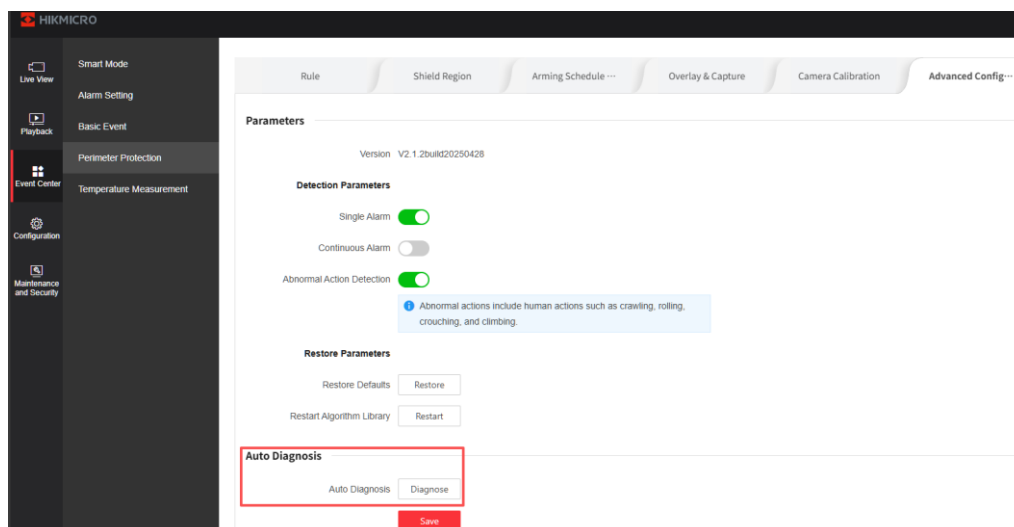 HIKMICRO
Live View
Playback
Event Center
Configuration
Maintenance
and Security
Smart Mode
Alarm Setting
Basic Event
Perimeter Protection
Temperature Measurement
Rule
Shield Region
Arming Schedule ···
Overlay & Capture
Camera Calibration
Advanced Config···
Parameters
Version V2.1.2build20250428
Detection Parameters
Single Alarm
Continuous Alarm
Abnormal Action Detection
Abnormal actions include human actions such as crawling, rolling,
crouching, and climbing.
Restore Parameters
Restore Defaults Restore
Restart Algorithm Library Restart
Auto Diagnosis
Auto Diagnosis Diagnose
Save